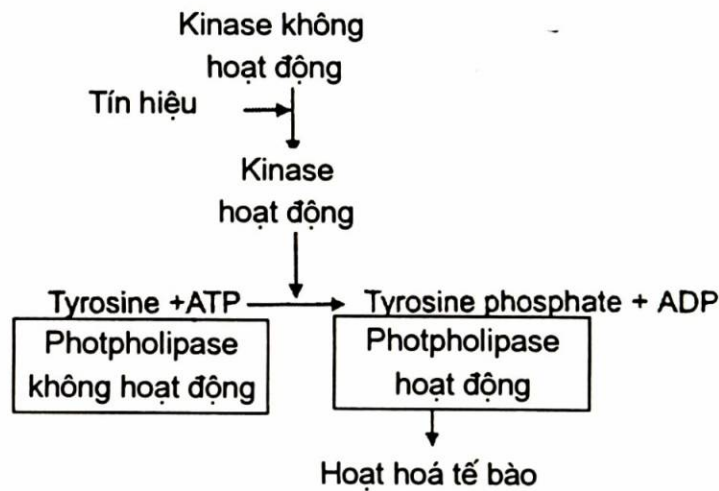 Kinase không
hoạt động
Tín hiệu
Kinase
hoạt động
Tyrosine +ATP
Tyrosine phosphate + ADP
Photpholipase
không hoạt động
Photpholipase
hoạt động
Hoạt hoá tế bào